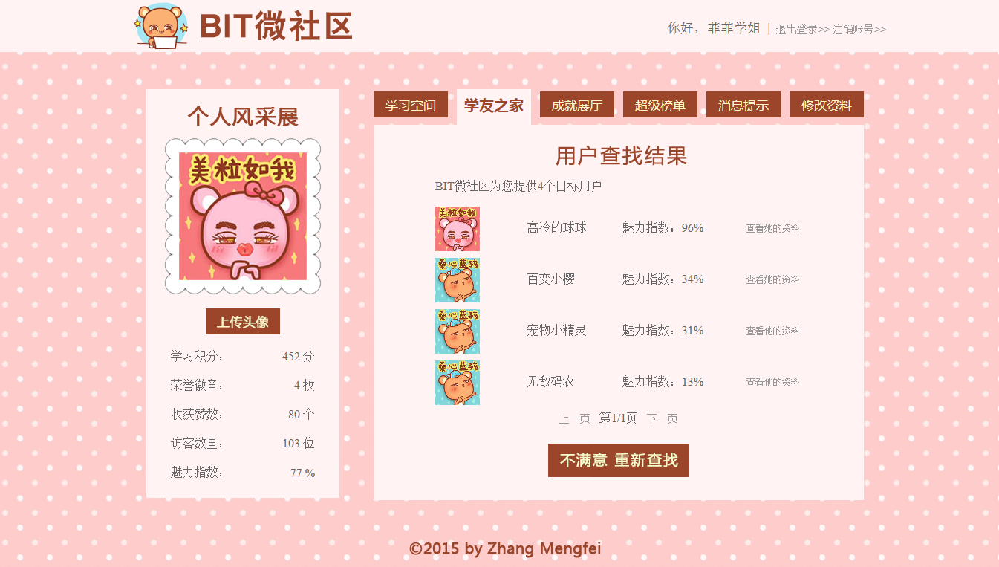 BIT微社区
你好，菲菲学姐 | 退出登录>> 注销账号>>
个人风采展
美粒如我
上传头像
学习积分： 452 分
荣誉徽章： 4 枚
收获赞数： 80 个
访客数量： 103 位
魅力指数： 77 %
学习空间 学友之家 成就展厅 超级榜单 消息提示 修改资料
用户查找结果
BIT微社区为您提供4个目标用户
美粒如我
高冷的球球 魅力指数：96% 查看她的资料
桑心蓝孩
百变小樱 魅力指数：34% 查看她的资料
桑心蓝孩
宠物小精灵 魅力指数：31% 查看他的资料
桑心蓝孩
无敌码农 魅力指数：13% 查看他的资料
上一页 第1/1页 下一页
不满意 重新查找
©2015 by Zhang Mengfei